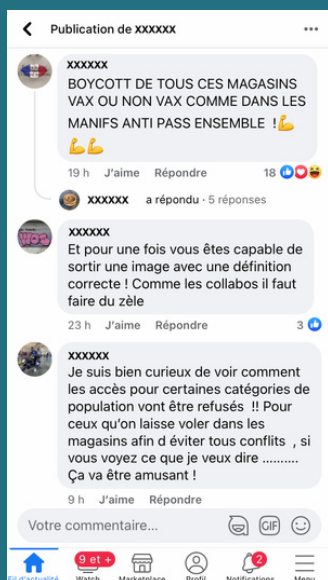 Publication de xxxxxx
xxxxxx
BOYCOTT DE TOUS CES MAGASINS
VAX OU NON VAX COMME DANS LES
MANIFS ANTI PASS ENSEMBLE !💪
💪💪
19 h J'aime Répondre 18
xxxxxx a répondu · 5 réponses
xxxxxx
Et pour une fois vous êtes capable de
sortir une image avec une définition
correcte ! Comme les collabos il faut
faire du zèle
23 h J'aime Répondre 3
xxxxxx
Je suis bien curieux de voir comment
les accès pour certaines catégories de
population vont être refusés !! Pour
ceux qu'on laisse voler dans les
magasins afin d éviter tous conflits , si
vous voyez ce que je veux dire ..........
Ça va être amusant !
9 h J'aime Répondre
Votre commentaire... GIF
9 et + 2
Fil d'actualité Watch Marketplace Profil Notifications Menu